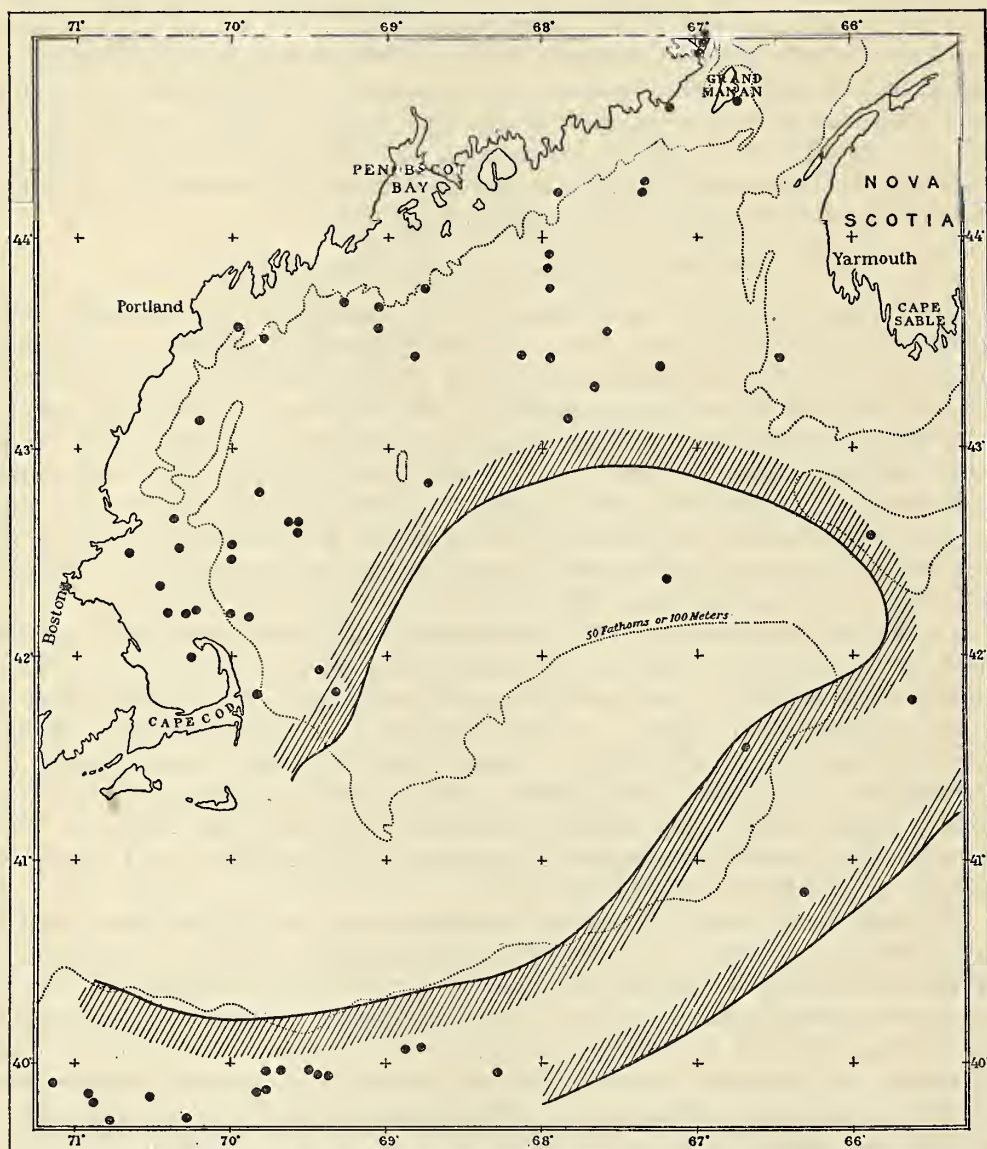 71° 70° 69° 68° 67° 66°
GRAND
MANAN
PENOBSCOT
BAY
NOVA
SCOTIA
44° 44°
Yarmouth
Portland
CAPE
SABLE
43° 43°
Boston
50 Fathoms or 100 Meters
42° 42°
CAPE COD
41° 41°
40° 40°
71° 70° 69° 68° 67° 66°